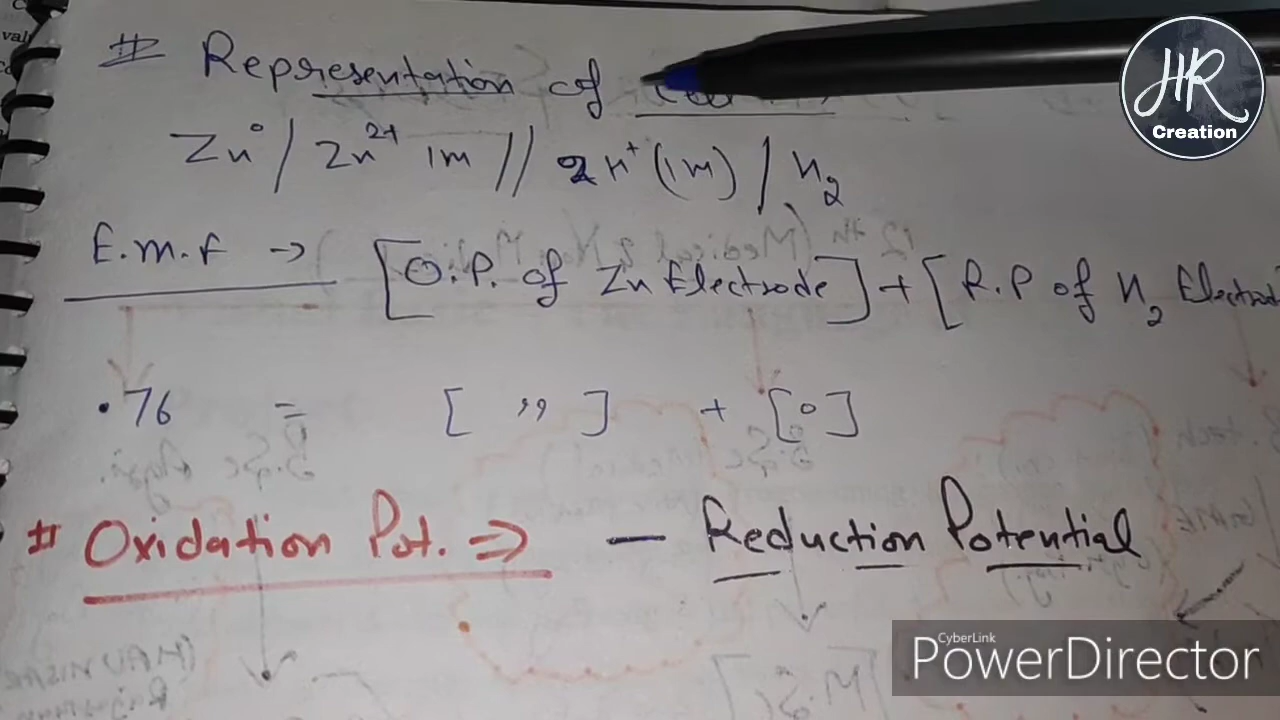 # Representation of
Zn° / Zn²⁺ 1M // 2H⁺ (1M) / H₂
E.M.F → [O.P. of Zn Electrode] + [R.P of H₂ Electrod
.76 = [ ,, ] + [0]
# Oxidation Pot. ⇒ — Reduction Potential
HR
Creation
CyberLink
PowerDirector